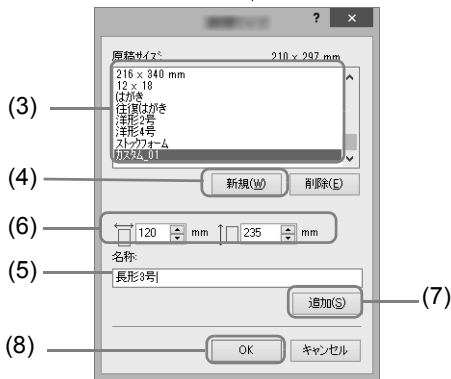 ? ×
原稿サイズ: 210 × 297 mm
(3)
216 x 340 mm
12 x 18
はがき
往復はがき
洋形2号
洋形4号
ストックフォーム
カスタム_01
(4) 新規(W) 削除(E)
(6) 120 mm 235 mm
名称:
(5) 長形3号
追加(S) (7)
(8) OK キャンセル